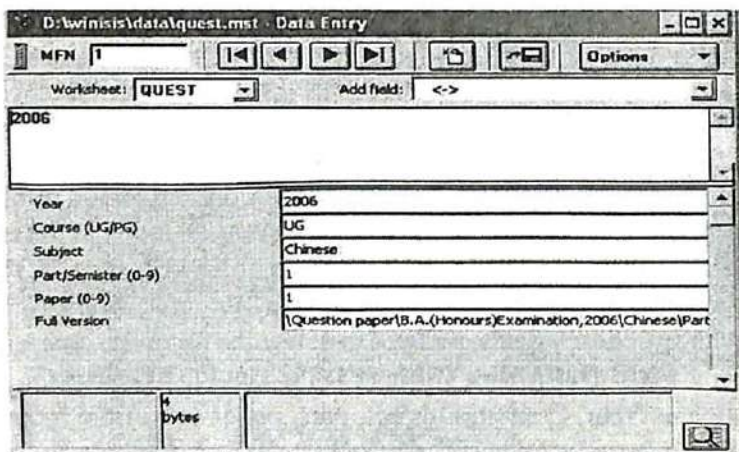 D:\winisis\data\quest.mst - Data Entry
MFN 1 Options
Worksheet: QUEST Add field: <->
2006
Year 2006
Course (UG/PG) UG
Subject Chinese
Part/Semister (0-9) 1
Paper (0-9) 1
Full Version \Question paper\B.A.(Honours)Examination,2006\Chinese\Part
4
bytes